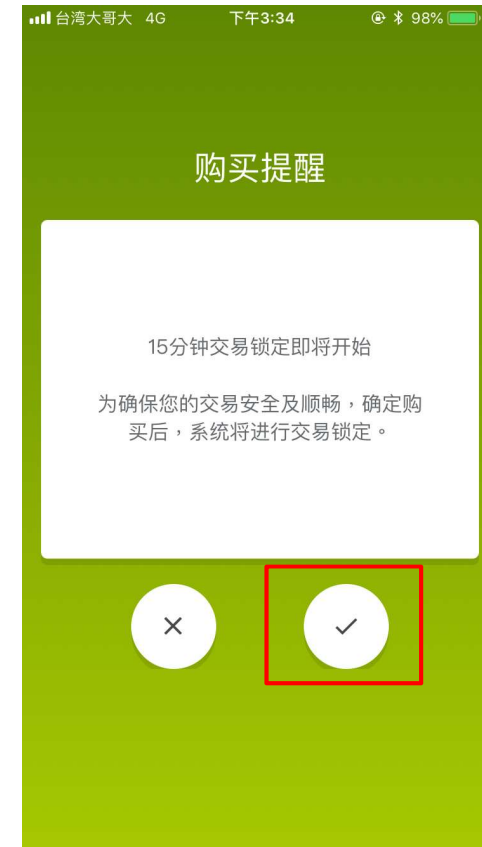 台湾大哥大 4G 下午3:34 98%
购买提醒
15分钟交易锁定即将开始
为确保您的交易安全及顺畅，确定购
买后，系统将进行交易锁定。